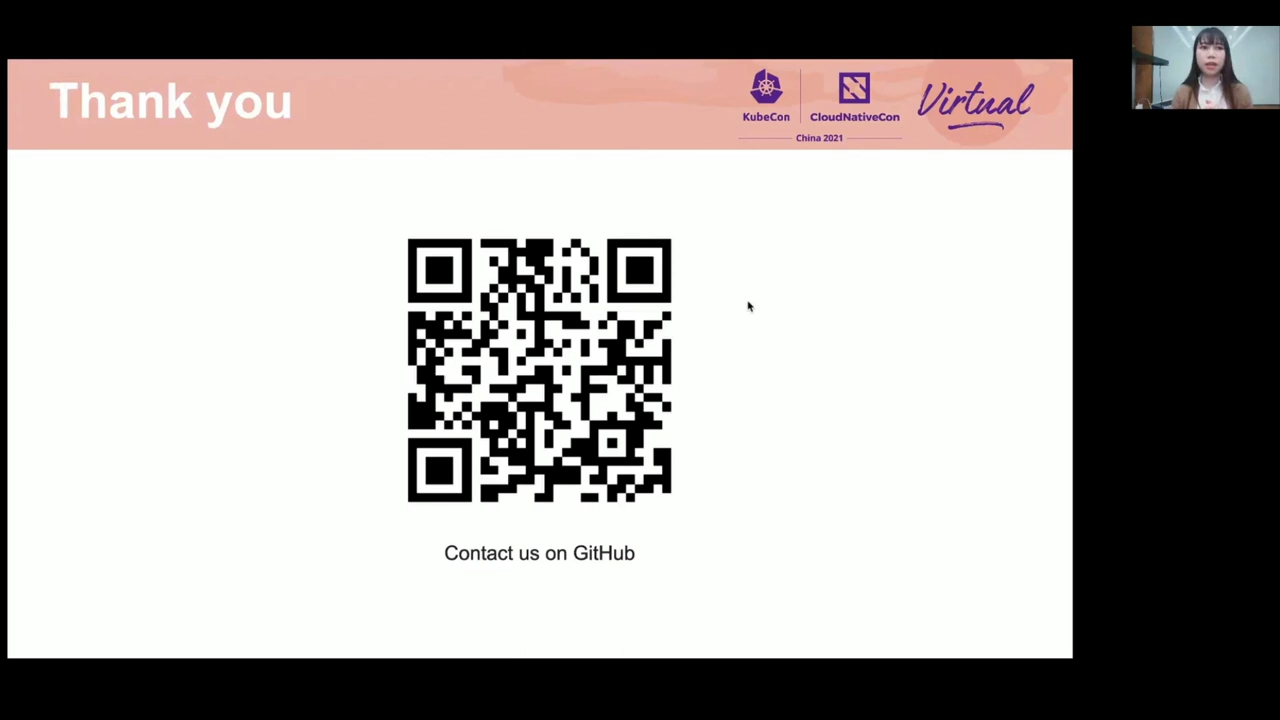 Thank you
KubeCon
CloudNativeCon
China 2021
Virtual
Contact us on GitHub